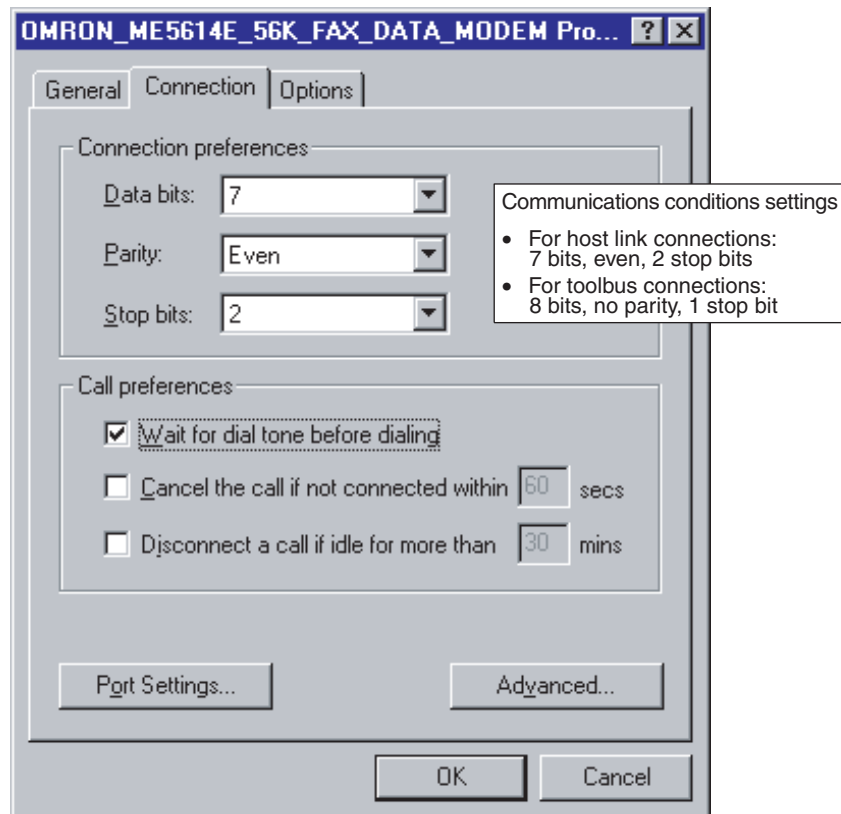 OMRON_ME5614E_56K_FAX_DATA_MODEM Pro...
General Connection Options
Connection preferences
Data bits: 7
Parity: Even
Stop bits: 2
Communications conditions settings
• For host link connections:
7 bits, even, 2 stop bits
• For toolbus connections:
8 bits, no parity, 1 stop bit
Call preferences
Wait for dial tone before dialing
Cancel the call if not connected within 60 secs
Disconnect a call if idle for more than 30 mins
Port Settings... Advanced...
OK Cancel